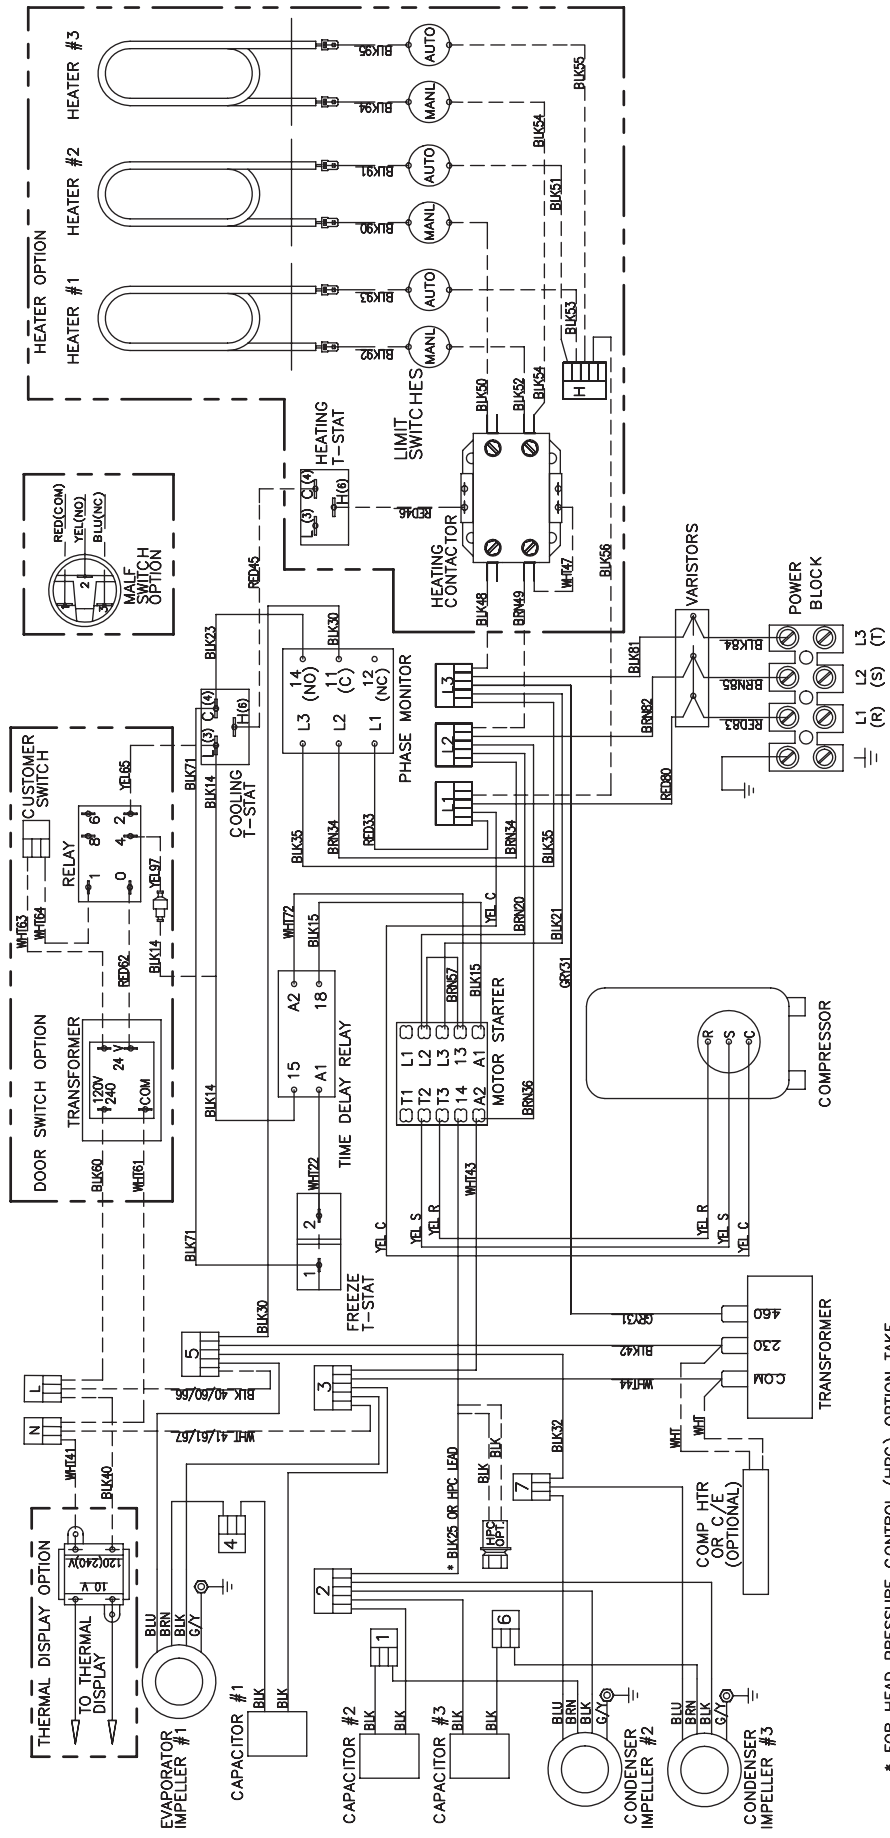 HEATER OPTION
HEATER #1
HEATER #2
HEATER #3
BLK92
BLK93
BLK90
BLK91
BLK94
BLK95
MANL
AUTO
MANL
AUTO
MANL
AUTO
LIMIT
SWITCHES
BLK50
BLK52
BLK54
BLK53
BLK51
BLK54
BLK55
H
HEATING
T-STAT
L (3)
C (4)
H(6)
RED46
HEATING
CONTACTOR
BLK48
BRN49
WHT47
BLK56
RED(COM)
YEL(NO)
BLU(NC)
2
MALF
SWITCH
OPTION
RED45
BLK23
BLK30
14
(NO)
11
(C)
12
(NC)
L3
L2
L1
PHASE MONITOR
L3
L2
L1
BLK81
BRN82
RED80
VARISTORS
BLK84
BRN85
RED83
POWER
BLOCK
L1
(R)
L2
(S)
L3
(T)
CUSTOMER
SWITCH
YEL65
RELAY
8
6
4
2
1
0
YEL97
BLK14
WHT63
WHT64
RED62
DOOR SWITCH OPTION
TRANSFORMER
120V
240
24 V
COM
BLK60
WHT61
L (3)
C (4)
H(6)
COOLING
T-STAT
BLK71
BLK14
BLK35
BRN34
RED33
BRN34
BLK35
WHT72
BLK15
A2
18
15
A1
TIME DELAY RELAY
BLK14
YEL C
BRN20
BLK21
GRY31
BRN57
BLK15
L1
L2
L3
13
A1
T1
T2
T3
14
A2
MOTOR STARTER
BRN36
WHT43
WHT22
BLK71
1
2
FREEZE
T-STAT
BLK30
YEL C
YEL S
YEL R
R
S
C
COMPRESSOR
YEL R
YEL S
YEL C
GRY31
BLK42
WHT44
460
230
COM
TRANSFORMER
WHT
WHT
COMP HTR
OR C/E
(OPTIONAL)
L
N
5
3
BLK 40/60/66
WHT 41/61/67
WHT41
BLK40
THERMAL DISPLAY OPTION
120(240)V
10 V
TO THERMAL
DISPLAY
4
BLU
BRN
BLK
G/Y
EVAPORATOR
IMPELLER #1
BLK
BLK
CAPACITOR #1
* BLK25 OR HPC LEAD
BLK
BLK
HPC
OPT.
BLK32
7
2
1
6
BLK
BLK
CAPACITOR #2
BLK
BLK
CAPACITOR #3
BLU
BRN
BLK
G/Y
CONDENSER
IMPELLER #2
BLU
BRN
BLK
G/Y
CONDENSER
IMPELLER #3
* FOR HEAD PRESSURE CONTROL (HPC) OPTION TAKE